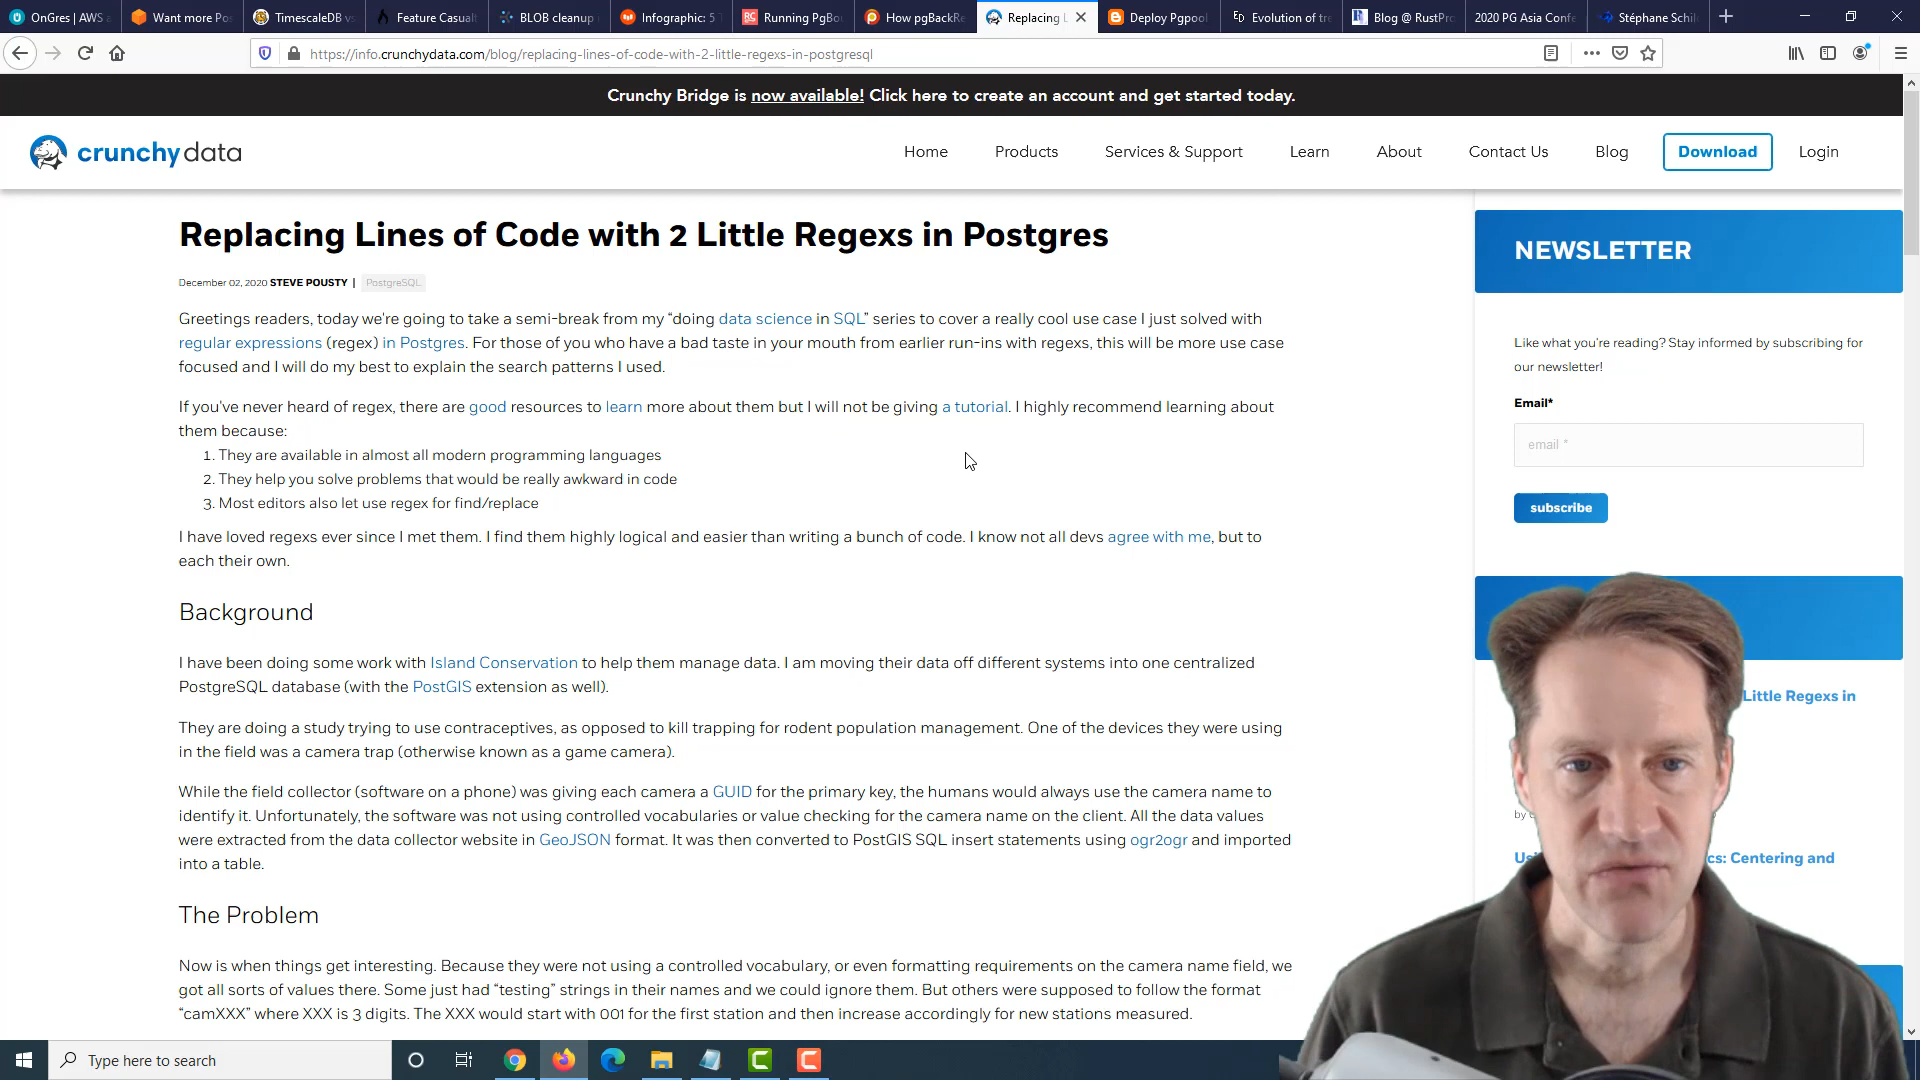 OnGres | AWS a
Want more Pos
TimescaleDB vs
Feature Casualt
BLOB cleanup
Infographic: 5 T
Running PgBou
How pgBackRe
Replacing L
Deploy Pgpool
Evolution of tre
Blog @ RustPro
2020 PG Asia Confe
Stéphane Schil
https://info.crunchydata.com/blog/replacing-lines-of-code-with-2-little-regexs-in-postgresql
Crunchy Bridge is now available! Click here to create an account and get started today.
crunchy data
Home
Products
Services & Support
Learn
About
Contact Us
Blog
Download
Login
Replacing Lines of Code with 2 Little Regexs in Postgres
December 02, 2020 STEVE POUSTY | PostgreSQL
Greetings readers, today we're going to take a semi-break from my “doing data science in SQL” series to cover a really cool use case I just solved with
regular expressions (regex) in Postgres. For those of you who have a bad taste in your mouth from earlier run-ins with regexs, this will be more use case
focused and I will do my best to explain the search patterns I used.
If you've never heard of regex, there are good resources to learn more about them but I will not be giving a tutorial. I highly recommend learning about
them because:
1. They are available in almost all modern programming languages
2. They help you solve problems that would be really awkward in code
3. Most editors also let use regex for find/replace
I have loved regexs ever since I met them. I find them highly logical and easier than writing a bunch of code. I know not all devs agree with me, but to
each their own.
Background
I have been doing some work with Island Conservation to help them manage data. I am moving their data off different systems into one centralized
PostgreSQL database (with the PostGIS extension as well).
They are doing a study trying to use contraceptives, as opposed to kill trapping for rodent population management. One of the devices they were using
in the field was a camera trap (otherwise known as a game camera).
While the field collector (software on a phone) was giving each camera a GUID for the primary key, the humans would always use the camera name to
identify it. Unfortunately, the software was not using controlled vocabularies or value checking for the camera name on the client. All the data values
were extracted from the data collector website in GeoJSON format. It was then converted to PostGIS SQL insert statements using ogr2ogr and imported
into a table.
The Problem
Now is when things get interesting. Because they were not using a controlled vocabulary, or even formatting requirements on the camera name field, we
got all sorts of values there. Some just had “testing” strings in their names and we could ignore them. But others were supposed to follow the format
“camXXX” where XXX is 3 digits. The XXX would start with 001 for the first station and then increase accordingly for new stations measured.
NEWSLETTER
Like what you're reading? Stay informed by subscribing for
our newsletter!
Email*
email *
subscribe
Little Regexs in
by
Us
cs: Centering and
Type here to search